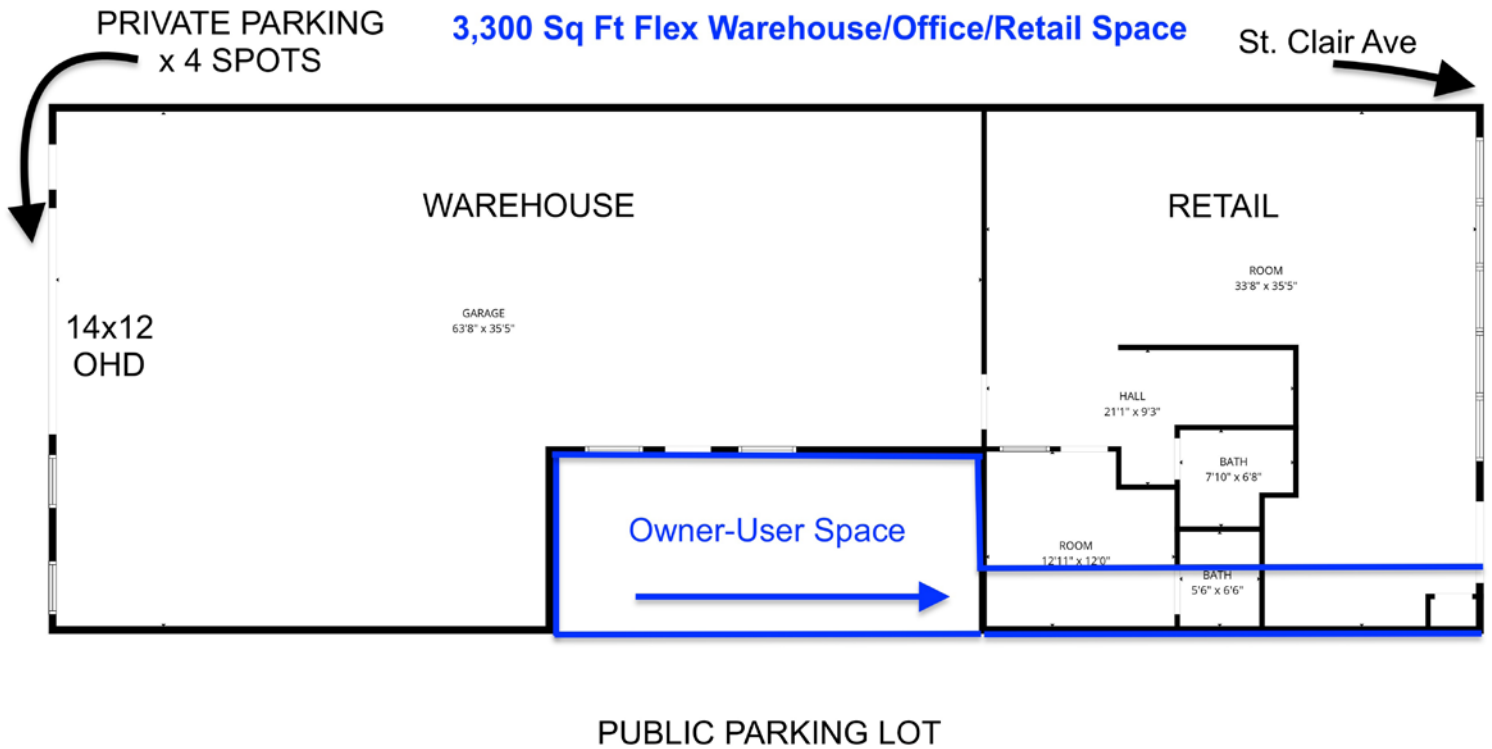 PRIVATE PARKING
x 4 SPOTS
3,300 Sq Ft Flex Warehouse/Office/Retail Space
St. Clair Ave
WAREHOUSE
RETAIL
ROOM
33'8" x 35'5"
GARAGE
63'8" x 35'5"
14x12
OHD
HALL
21'1" x 9'3"
BATH
7'10" x 6'8"
Owner-User Space
ROOM
12'11" x 12'0"
BATH
5'6" x 6'6"
PUBLIC PARKING LOT